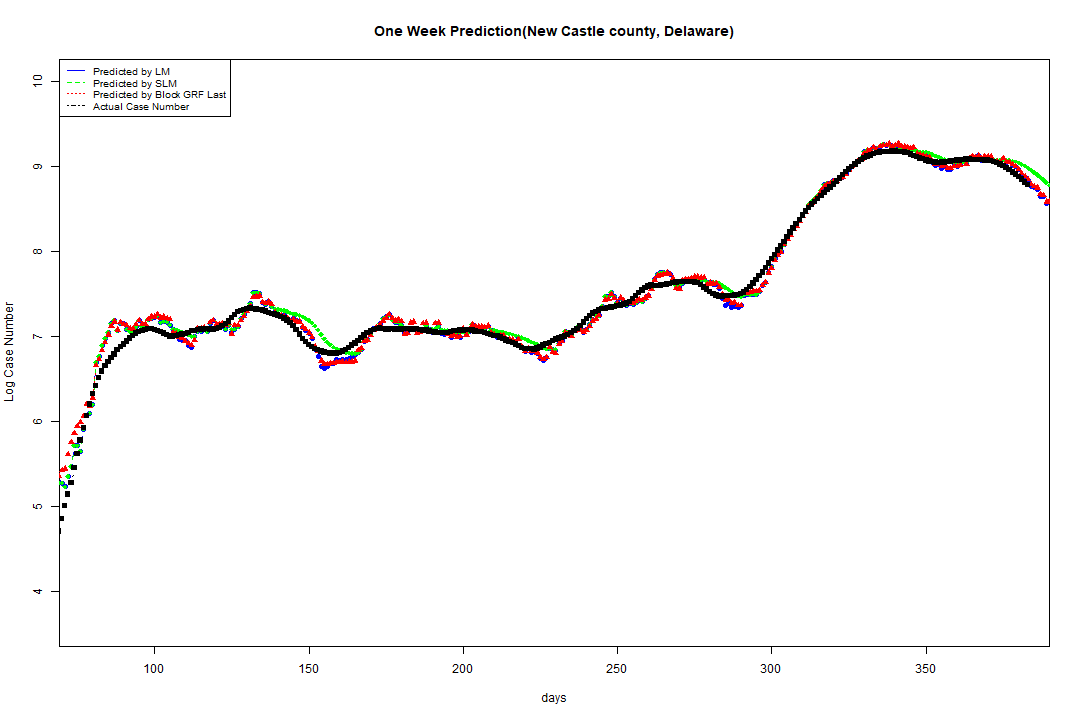 One Week Prediction(New Castle county, Delaware)
Predicted by LM
Predicted by SLM
Predicted by Block GRF Last
Actual Case Number
10
9
8
7
6
5
4
Log Case Number
100 150 200 250 300 350
days